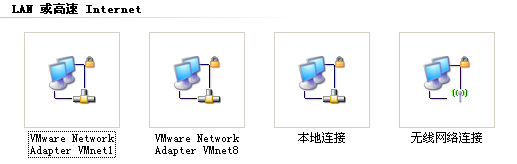 LAN 或高速 Internet
VMware Network
Adapter VMnet1
VMware Network
Adapter VMnet8
本地连接
无线网络连接